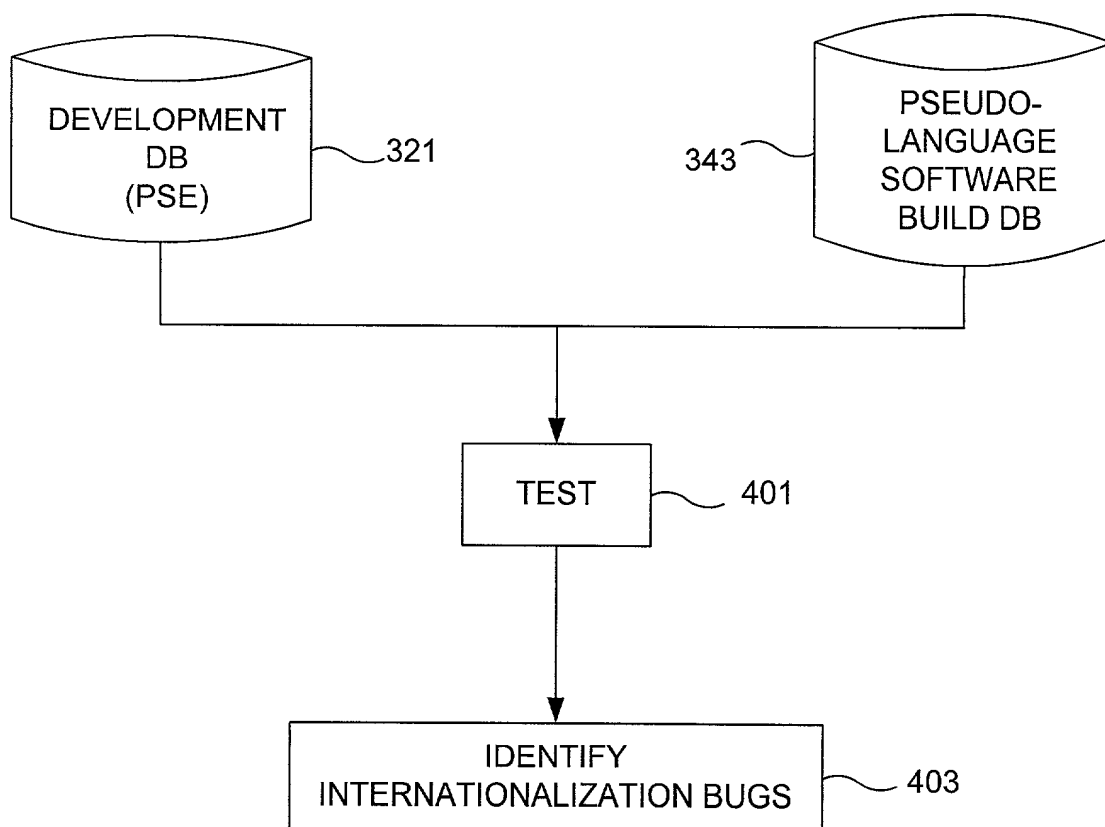 DEVELOPMENT
DB
(PSE)
321
PSEUDO-
LANGUAGE
SOFTWARE
BUILD DB
343
TEST
401
IDENTIFY
INTERNATIONALIZATION BUGS
403